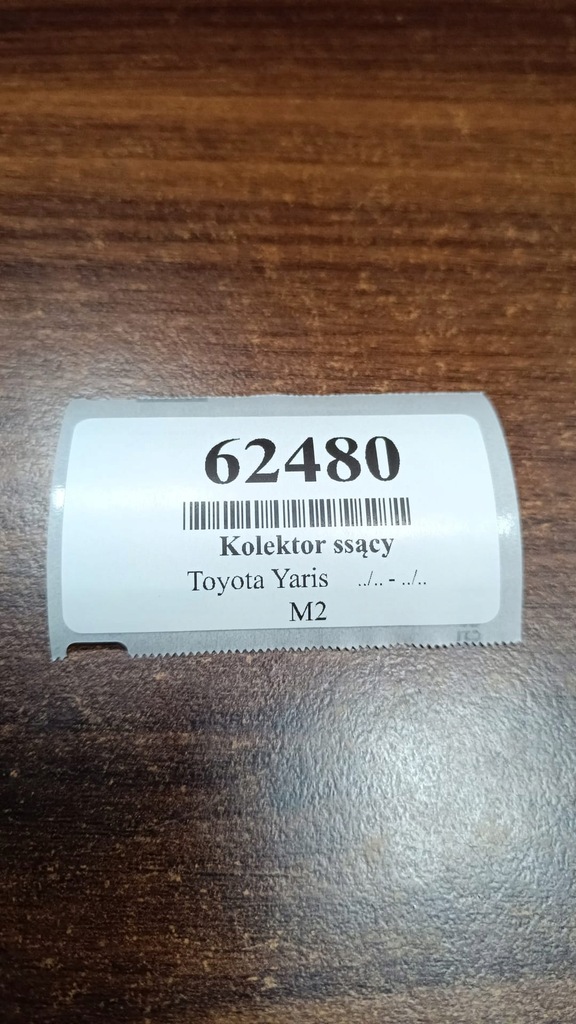 62480
Kolektor ssący
Toyota Yaris ../.. - ../..
M2